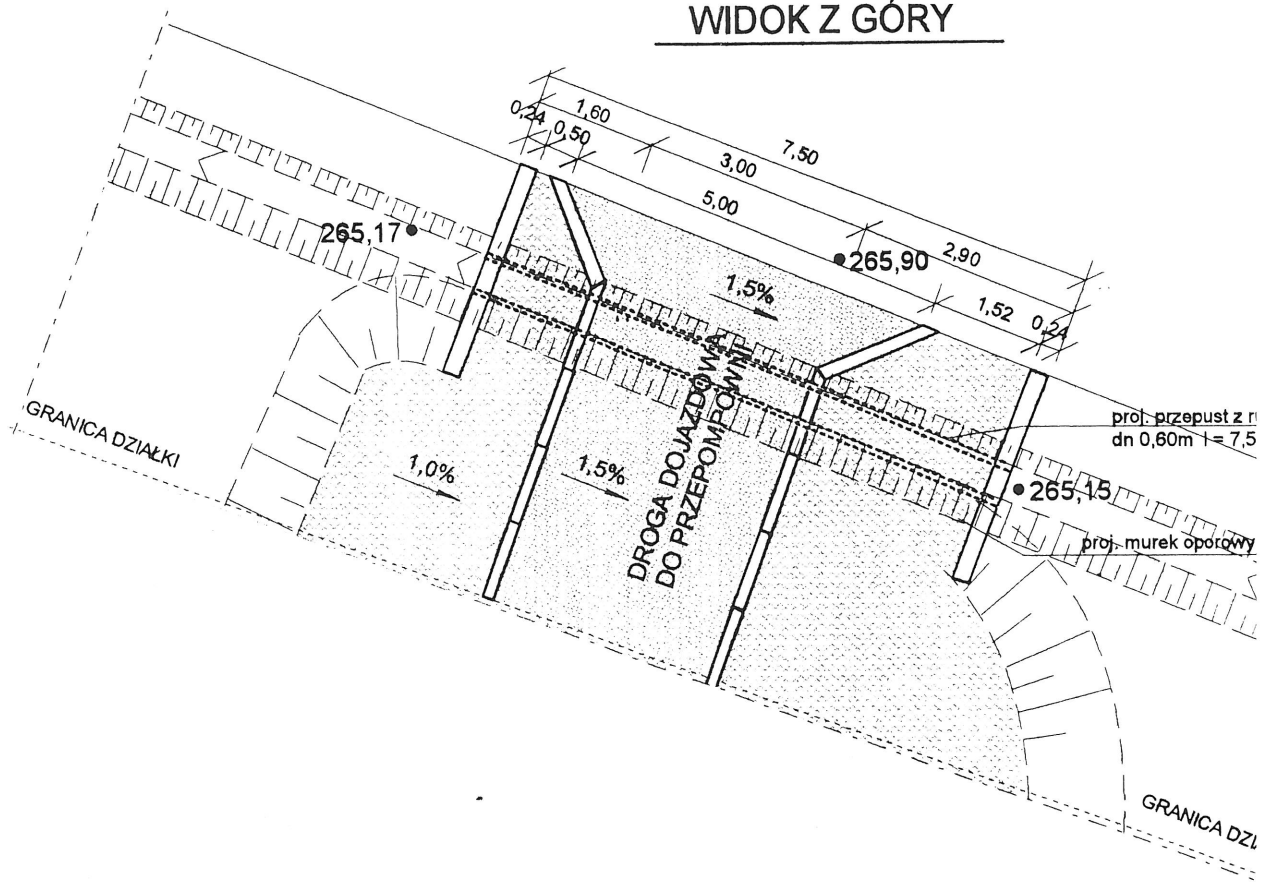 WIDOK Z GÓRY
0,24
1,60
0,50
7,50
3,00
5,00
2,90
1,52
0,24
265,17
265,90
1,5%
GRANICA DZIAŁKI
1,0%
1,5%
DROGA DOJAZDOWA
DO PRZEPOMPOWNI
proj. przepust z
dn 0,60m l = 7,5
265,15
proj. murek oporowy
GRANICA